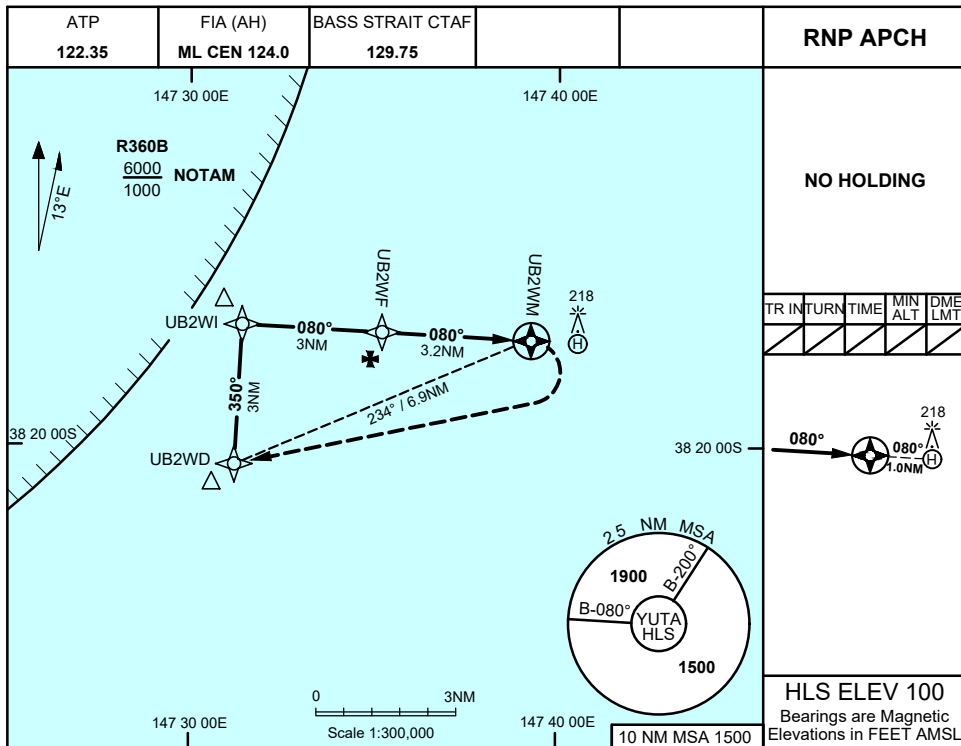 ATP
122.35
FIA (AH)
ML CEN 124.0
BASS STRAIT CTAF
129.75
RNP APCH
147 30 00E
147 40 00E
R360B
6000
1000
NOTAM
13°E
NO HOLDING
UB2WF
UB2WM
218
UB2WI
080°
3NM
080°
3.2NM
H
TR IN
TURN
TIME
MIN
ALT
DME
LMT
350°
3NM
234° / 6.9NM
38 20 00S
UB2WD
38 20 00S
080°
218
080°
1.0NM
H
25 NM MSA
1900
B-200°
B-080°
YUTA
HLS
1500
0
3NM
Scale 1:300,000
147 30 00E
147 40 00E
10 NM MSA 1500
HLS ELEV 100
Bearings are Magnetic
Elevations in FEET AMSL